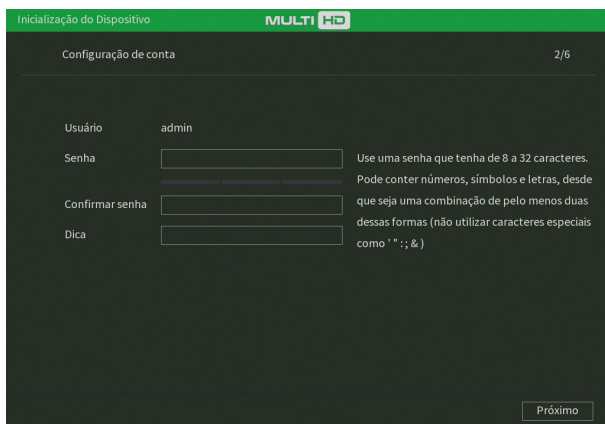 Inicialização do Dispositivo
MULTI HD
Configuração de conta
2/6
Usuário admin
Senha
Use uma senha que tenha de 8 a 32 caracteres.
Pode conter números, símbolos e letras, desde
que seja uma combinação de pelo menos duas
dessas formas (não utilizar caracteres especiais
como ' " : ; & )
Confirmar senha
Dica
Próximo